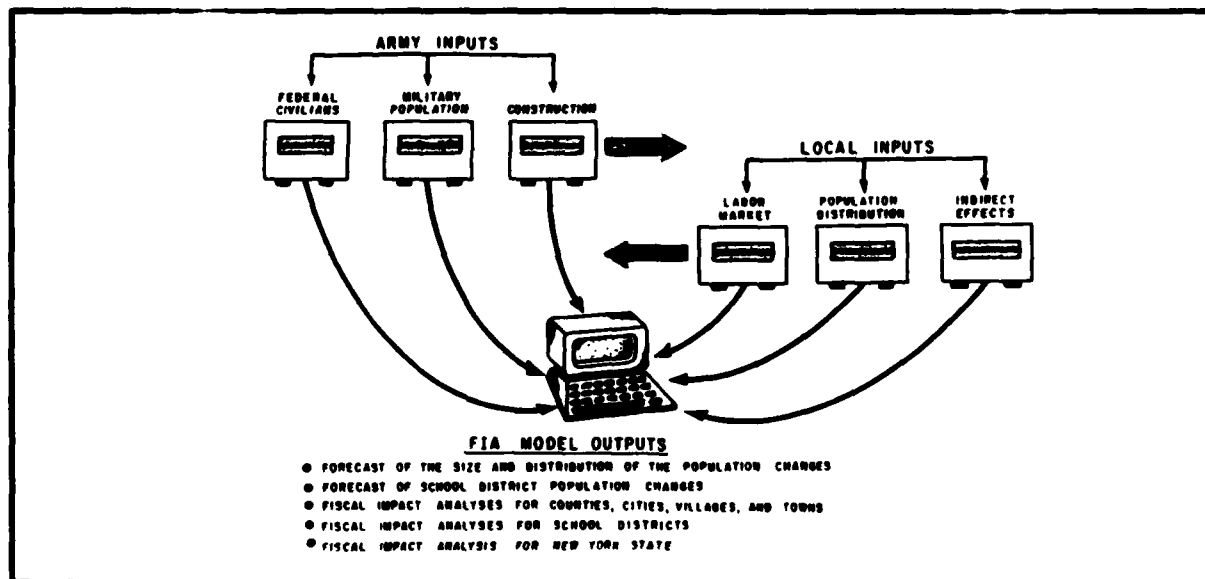 ARMY INPUTS
FEDERAL
CIVILIANS
MILITARY
POPULATION
CONSTRUCTION
LOCAL INPUTS
LABOR
MARKET
POPULATION
DISTRIBUTION
INDIRECT
EFFECTS
FIA MODEL OUTPUTS
● FORECAST OF THE SIZE AND DISTRIBUTION OF THE POPULATION CHANGES
● FORECAST OF SCHOOL DISTRICT POPULATION CHANGES
● FISCAL IMPACT ANALYSES FOR COUNTIES, CITIES, VILLAGES, AND TOWNS
● FISCAL IMPACT ANALYSES FOR SCHOOL DISTRICTS
● FISCAL IMPACT ANALYSIS FOR NEW YORK STATE